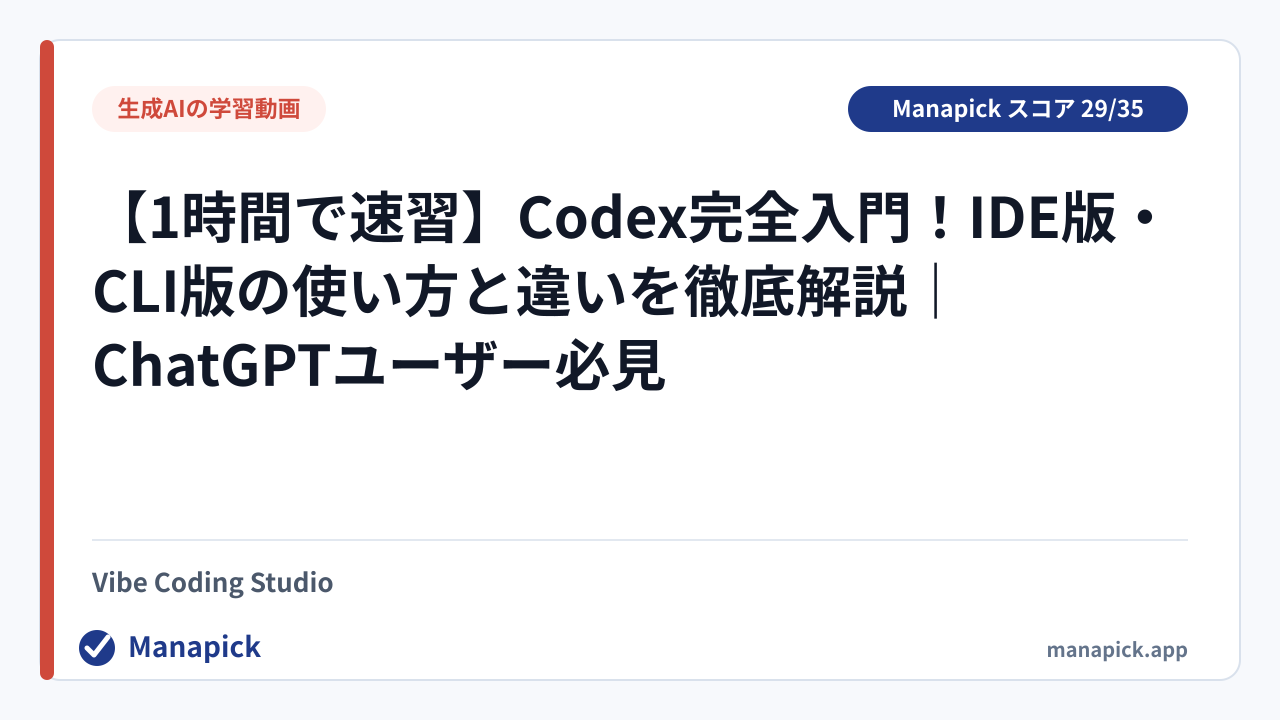 生成AIの学習動画
Manapick スコア 29/35
【1時間で速習】Codex完全入門！IDE版・
CLI版の使い方と違いを徹底解説｜
ChatGPTユーザー必見
Vibe Coding Studio
Manapick
manapick.app